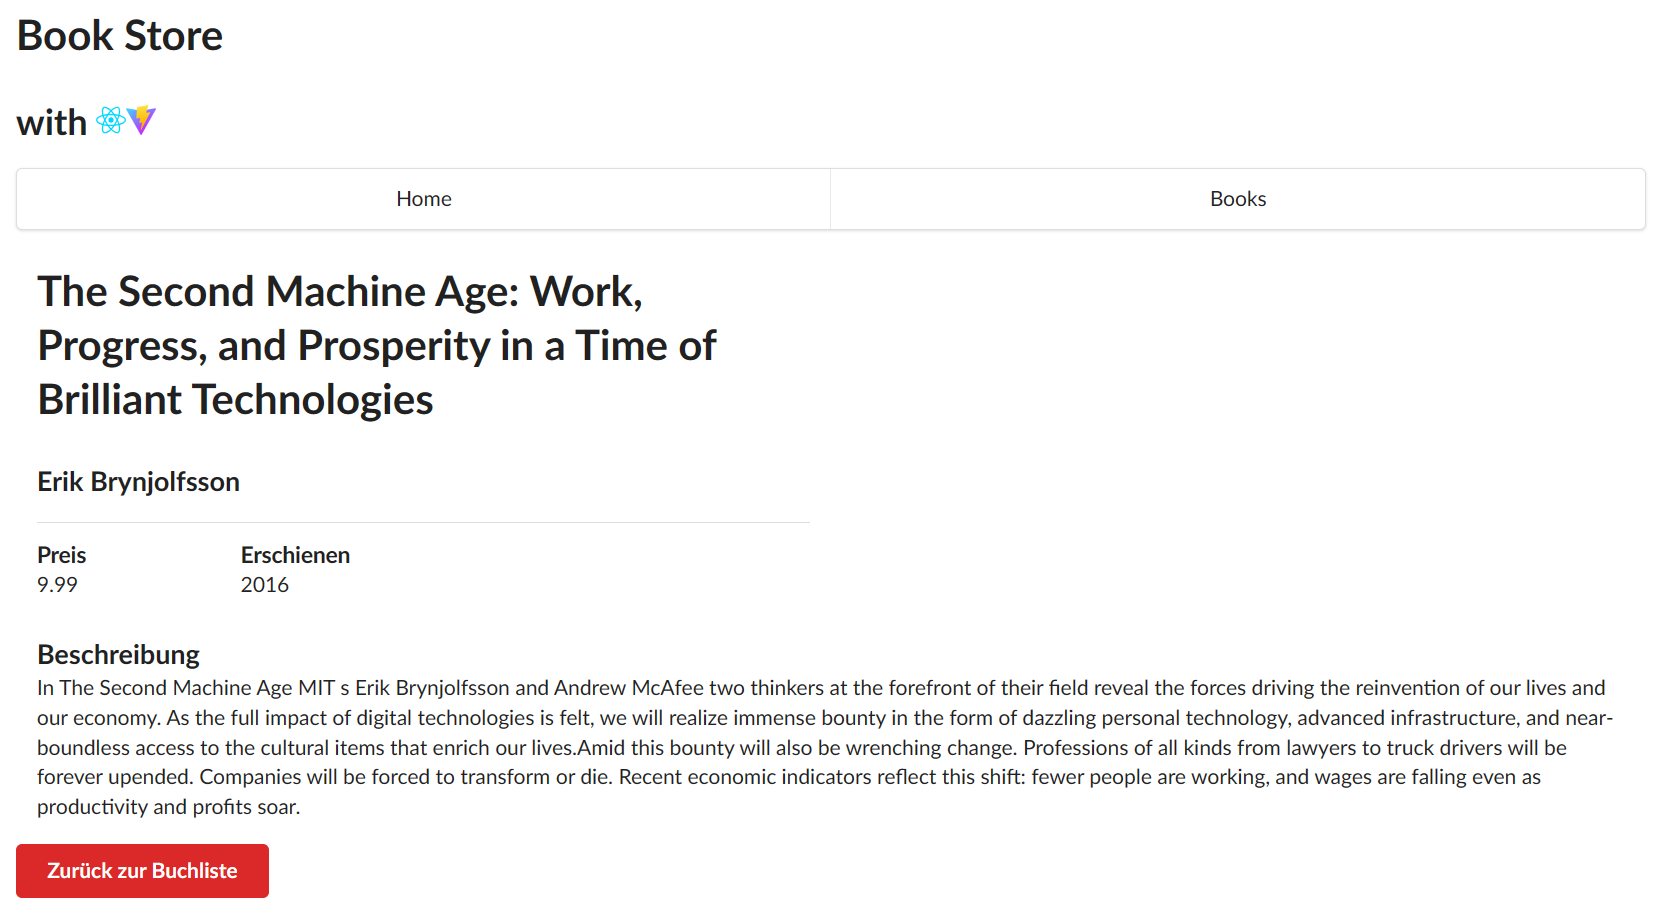 Book Store
with
Home
Books
The Second Machine Age: Work,
Progress, and Prosperity in a Time of
Brilliant Technologies
Erik Brynjolfsson
Preis
Erschienen
9.99
2016
Beschreibung
In The Second Machine Age MIT s Erik Brynjolfsson and Andrew McAfee two thinkers at the forefront of their field reveal the forces driving the reinvention of our lives and
our economy. As the full impact of digital technologies is felt, we will realize immense bounty in the form of dazzling personal technology, advanced infrastructure, and near-
boundless access to the cultural items that enrich our lives.Amid this bounty will also be wrenching change. Professions of all kinds from lawyers to truck drivers will be
forever upended. Companies will be forced to transform or die. Recent economic indicators reflect this shift: fewer people are working, and wages are falling even as
productivity and profits soar.
Zurück zur Buchliste